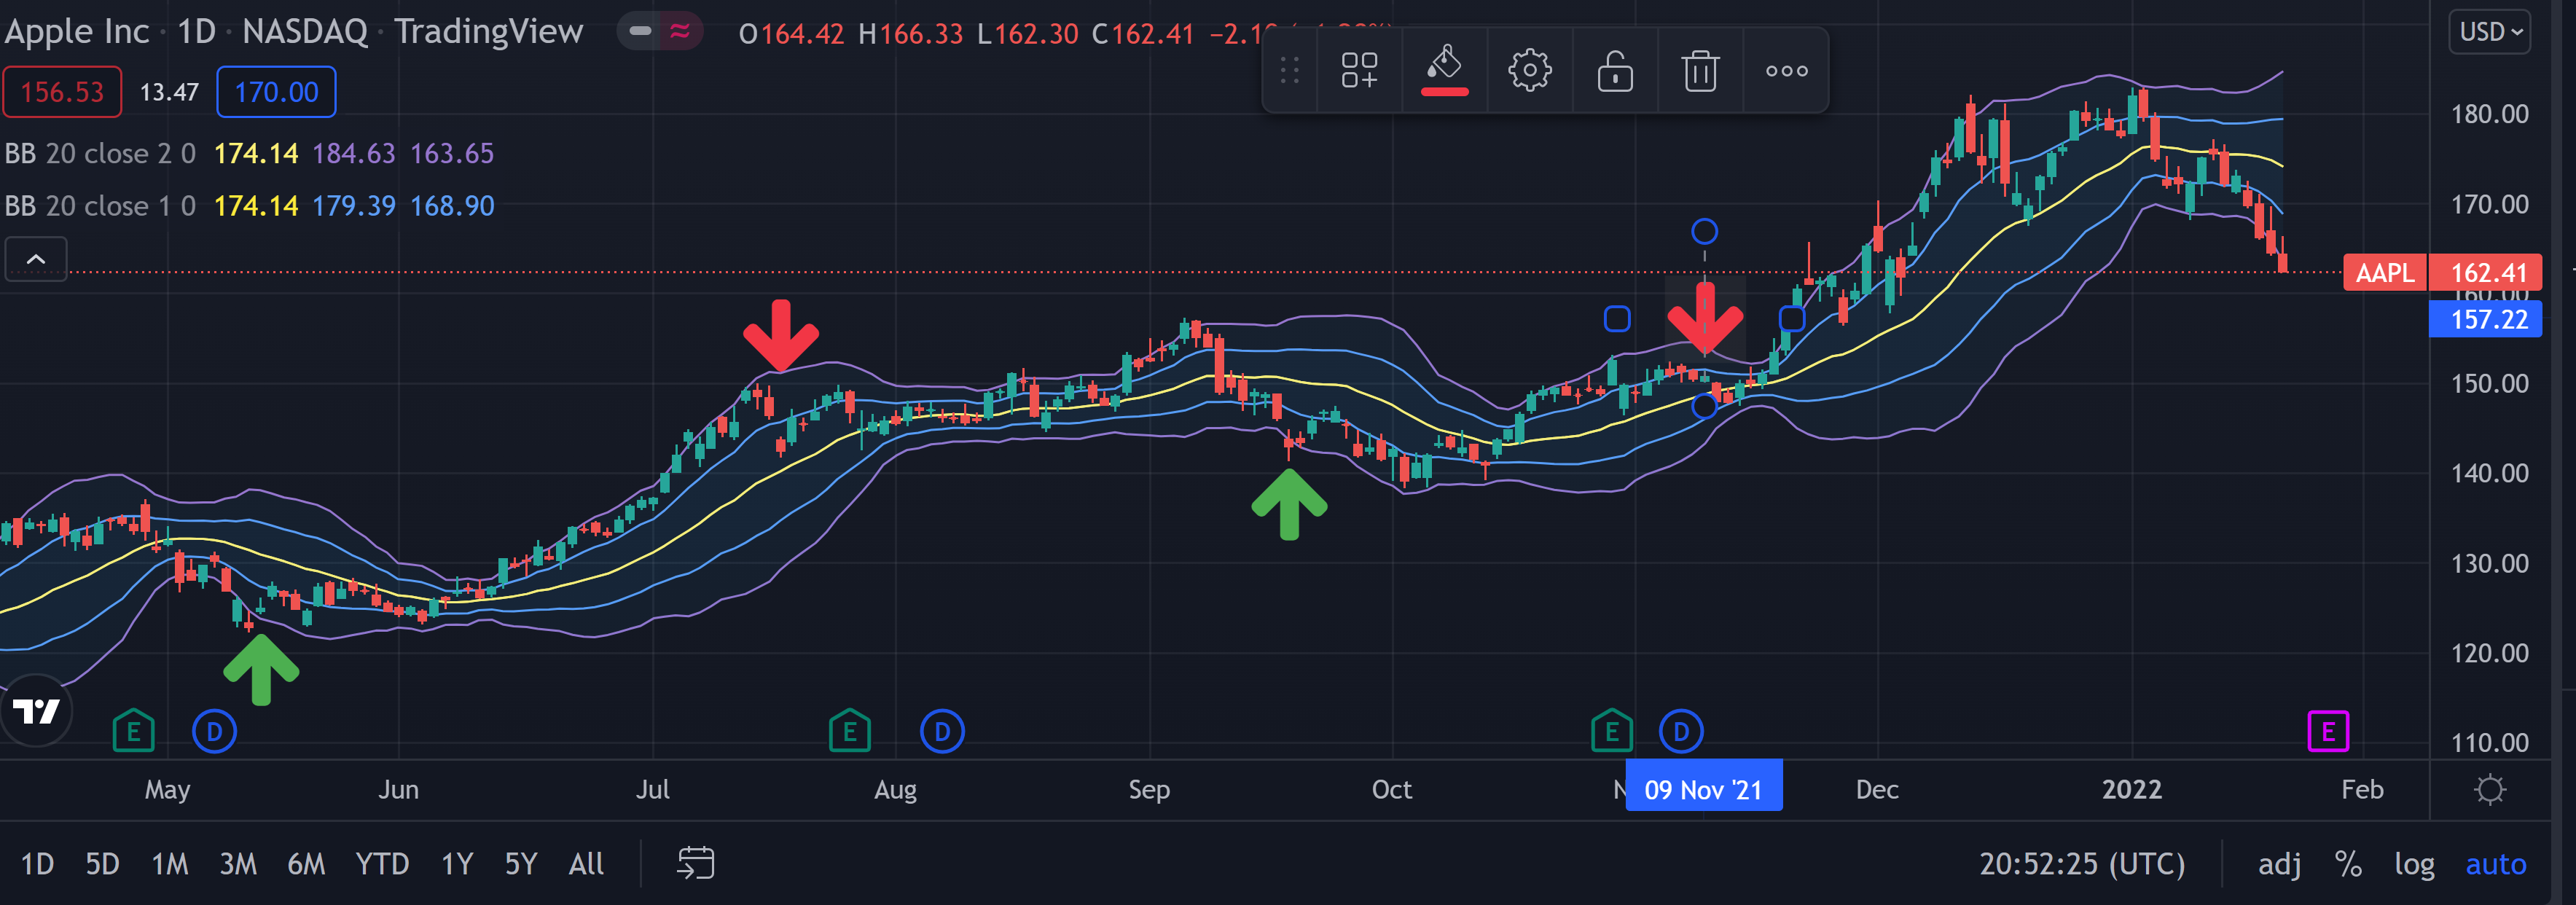 Apple Inc · 1D · NASDAQ · TradingView
O164.42 H166.33 L162.30 C162.41
USD
156.53 13.47 170.00
BB 20 close 2 0 174.14 184.63 163.65
BB 20 close 1 0 174.14 179.39 168.90
180.00
170.00
AAPL 162.41
160.00
157.22
150.00
140.00
130.00
120.00
110.00
E D E D E D E
May Jun Jul Aug Sep Oct 09 Nov '21 Dec 2022 Feb
1D 5D 1M 3M 6M YTD 1Y 5Y All
20:52:25 (UTC) adj % log auto